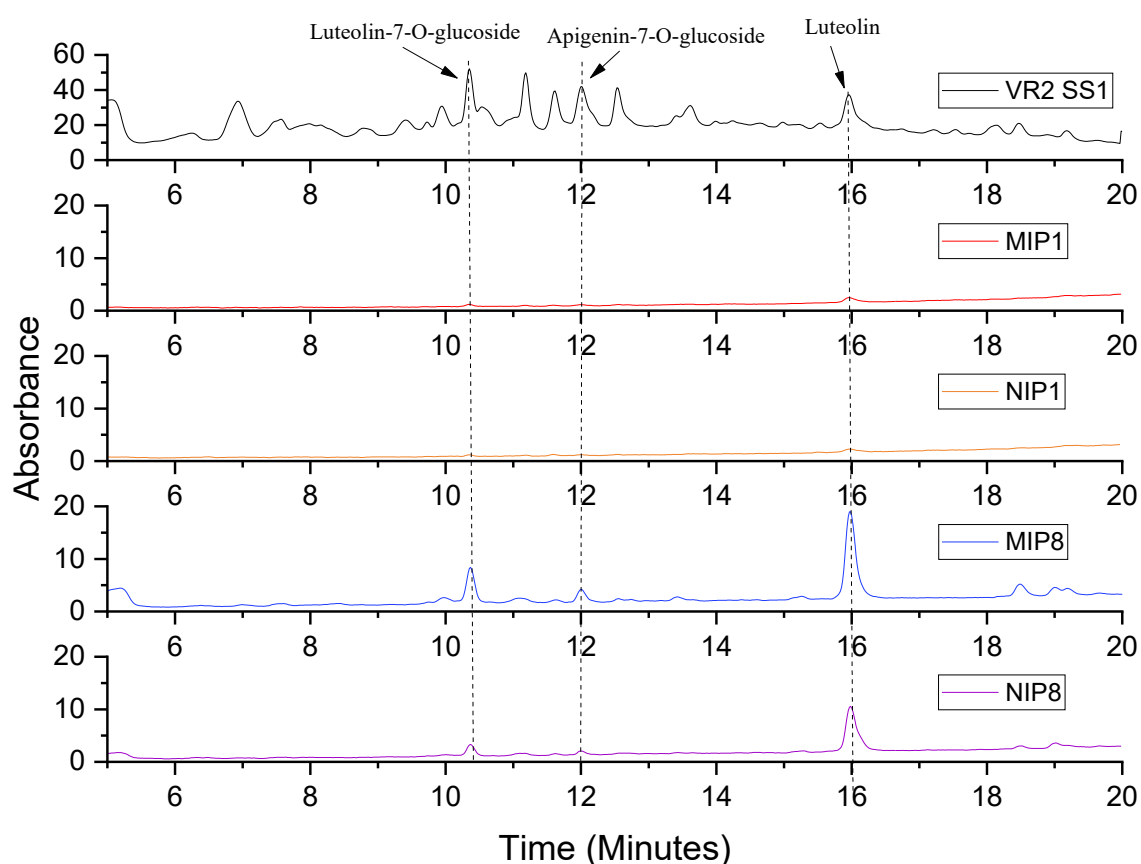 Luteolin-7-O-glucoside
Apigenin-7-O-glucoside
Luteolin
60
40
20
0
VR2 SS1
6 8 10 12 14 16 18 20
20
10
0
MIP1
6 8 10 12 14 16 18 20
20
10
0
NIP1
6 8 10 12 14 16 18 20
20
10
0
MIP8
6 8 10 12 14 16 18 20
20
10
0
NIP8
6 8 10 12 14 16 18 20
Absorbance
Time (Minutes)